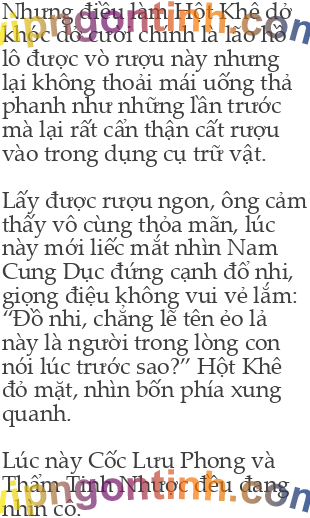 Nhưng điều làm Hột Khê dở
khóc dở cười chính là lão hồ
lô được vò rượu này nhưng
lại không thoải mái uống thả
phanh như những lần trước
mà lại rất cẩn thận cất rượu
vào trong dụng cụ trữ vật.

Lấy được rượu ngon, ông cảm
thấy vô cùng thỏa mãn, lúc
này mới liếc mắt nhìn Nam
Cung Dục đứng cạnh đồ nhi,
giọng điệu không vui vẻ lắm:
“Đồ nhi, chẳng lẽ tên ẻo lả
này là người trong lòng con
nói lúc trước sao?” Hột Khê
đỏ mặt, nhìn bốn phía xung
quanh.

Lúc này Cốc Lưu Phong và
Thẩm Tinh Nhược đều đang
nhìn cô.
vipngontinh.com
vipngontinh.com